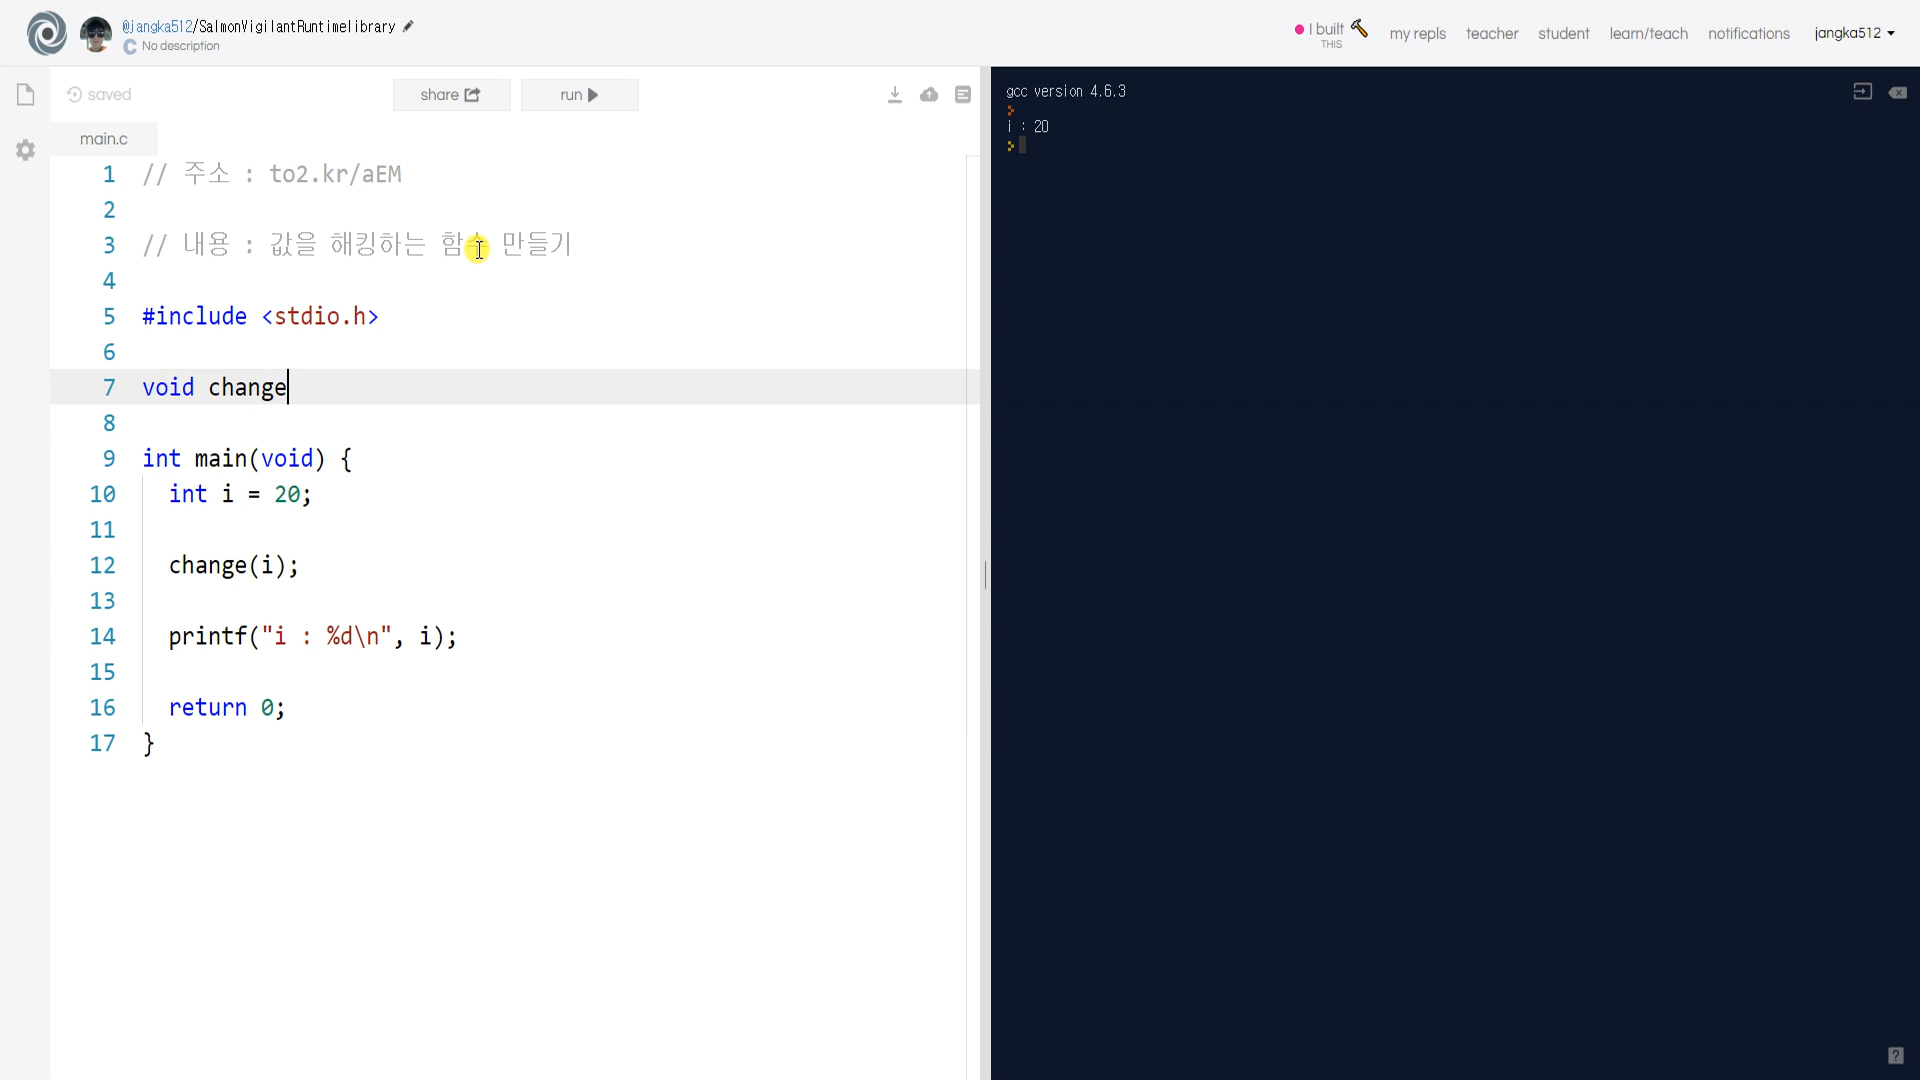 @jangka512/SalmonVigilantRuntimelibrary
No description
I built
THIS
my repls
teacher
student
learn/teach
notifications
jangka512
saved
share
run
main.c
1 // 주소 : to2.kr/aEM
2
3 // 내용 : 값을 해킹하는 함수 만들기
4
5 #include <stdio.h>
6
7 void change
8
9 int main(void) {
10 int i = 20;
11
12 change(i);
13
14 printf("i : %d\n", i);
15
16 return 0;
17 }
gcc version 4.6.3
i : 20